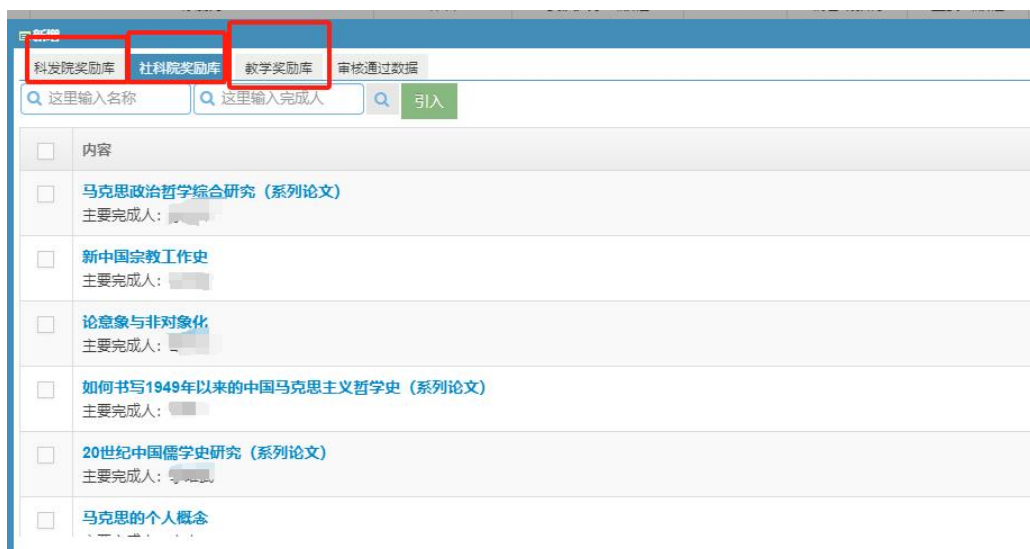 新增
科发院奖励库 社科院奖励库 教学奖励库 审核通过数据
这里输入名称 这里输入完成人 引入
内容
马克思政治哲学综合研究（系列论文）
主要完成人：
新中国宗教工作史
主要完成人：
论意象与非对象化
主要完成人：
如何书写1949年以来的中国马克思主义哲学史（系列论文）
主要完成人：
20世纪中国儒学史研究（系列论文）
主要完成人：
马克思的个人概念